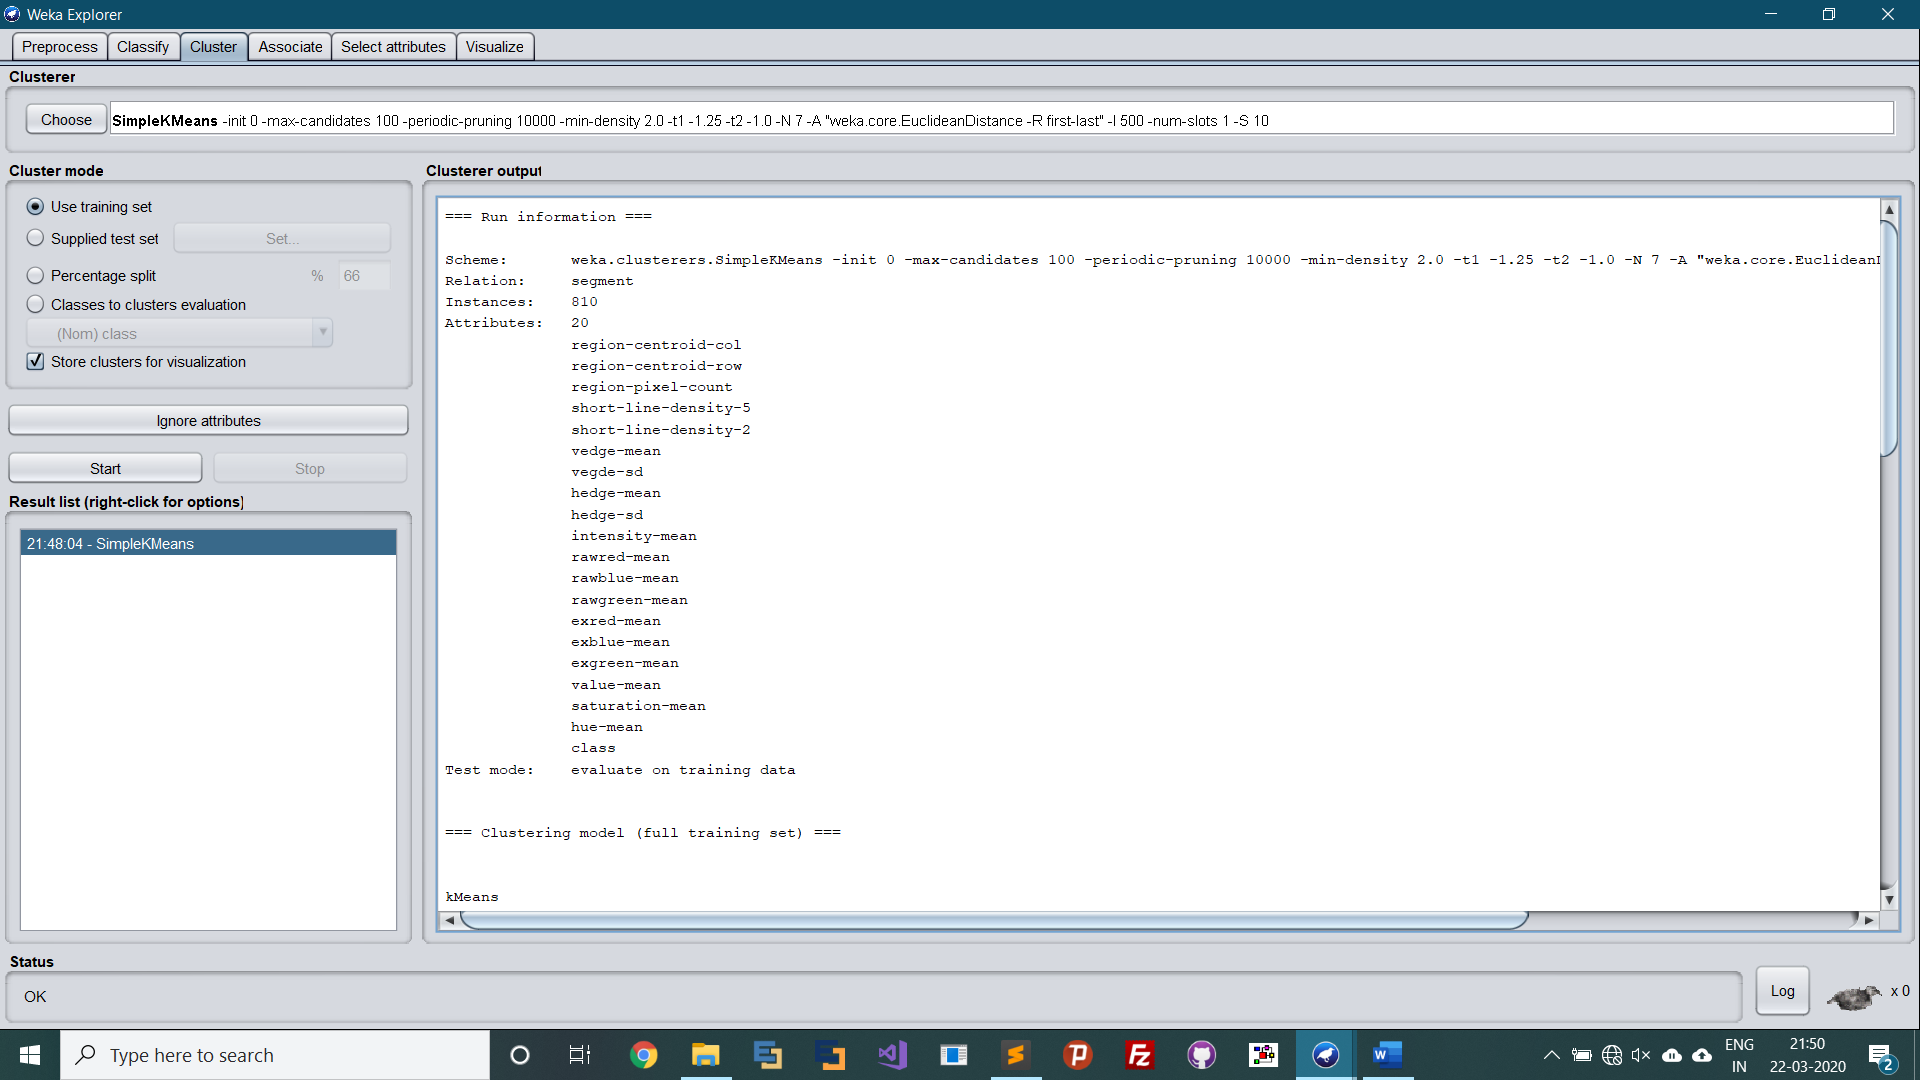 Weka Explorer
Preprocess Classify Cluster Associate Select attributes Visualize
Clusterer
Choose SimpleKMeans -init 0 -max-candidates 100 -periodic-pruning 10000 -min-density 2.0 -t1 -1.25 -t2 -1.0 -N 7 -A "weka.core.EuclideanDistance -R first-last" -I 500 -num-slots 1 -S 10
Cluster mode
Use training set
Supplied test set Set...
Percentage split % 66
Classes to clusters evaluation
(Nom) class
Store clusters for visualization
Ignore attributes
Start Stop
Result list (right-click for options)
21:48:04 - SimpleKMeans
Clusterer output
=== Run information ===
Scheme: weka.clusterers.SimpleKMeans -init 0 -max-candidates 100 -periodic-pruning 10000 -min-density 2.0 -t1 -1.25 -t2 -1.0 -N 7 -A "weka.core.Euclidean
Relation: segment
Instances: 810
Attributes: 20
region-centroid-col
region-centroid-row
region-pixel-count
short-line-density-5
short-line-density-2
vedge-mean
vegde-sd
hedge-mean
hedge-sd
intensity-mean
rawred-mean
rawblue-mean
rawgreen-mean
exred-mean
exblue-mean
exgreen-mean
value-mean
saturation-mean
hue-mean
class
Test mode: evaluate on training data
=== Clustering model (full training set) ===
kMeans
Status
OK
Log x 0
Type here to search
ENG
IN
21:50
22-03-2020
2